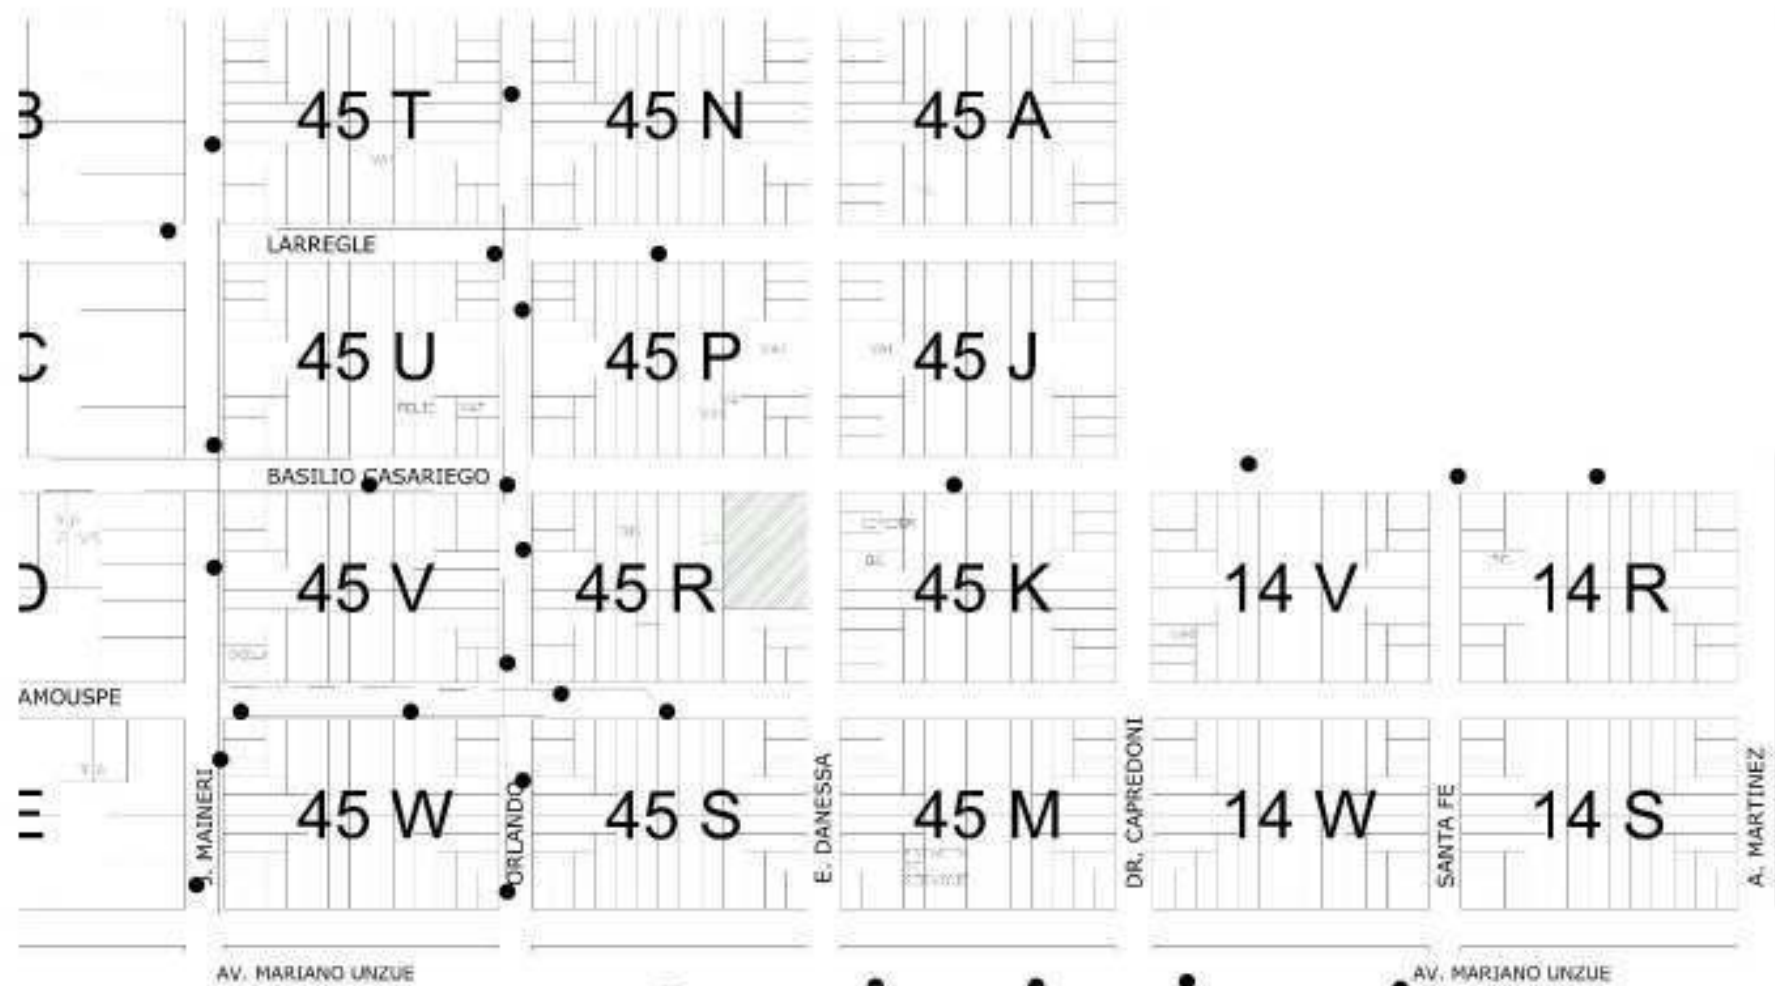 B
45 T
45 N
45 A
LARREGLE
C
45 U
45 P
45 J
BASILIO CASARIEGO
D
45 V
45 R
45 K
14 V
14 R
AMOUSPE
45 W
45 S
45 M
14 W
14 S
J. MAINERI
ORLANDO
E. DANESSA
DR. CAPREDONI
SANTA FE
A. MARTINEZ
AV. MARIANO UNZUE
AV. MARIANO UNZUE